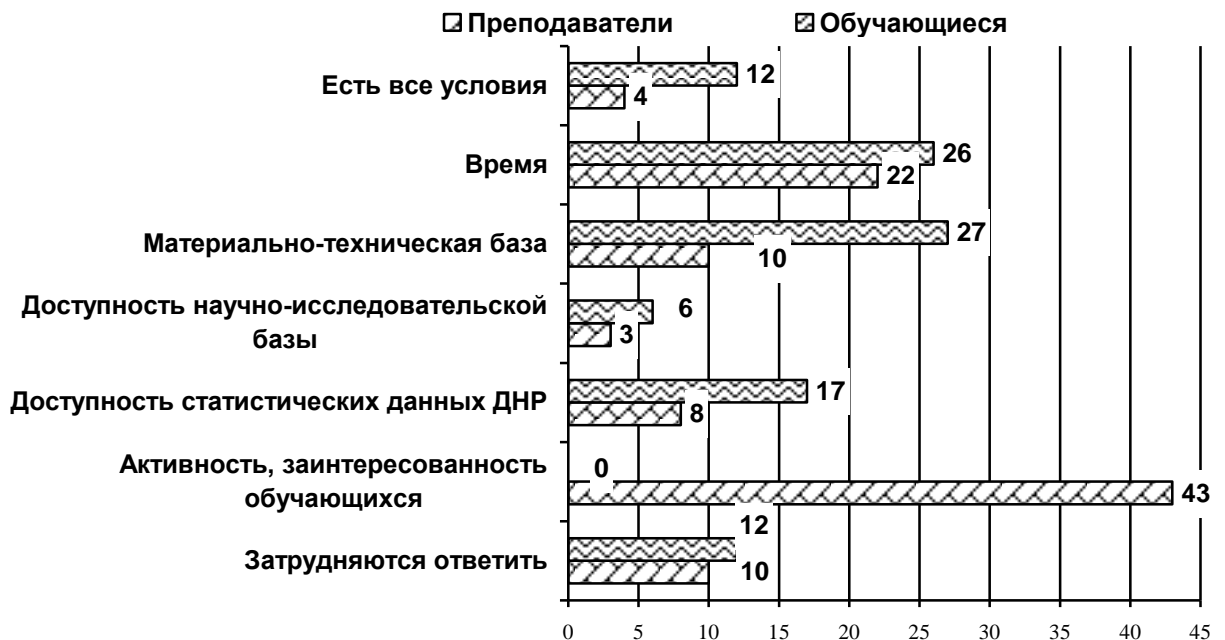 Преподаватели Обучающиеся
Есть все условия
12
4
Время
26
22
Материально-техническая база
27
10
Доступность научно-исследовательской
базы
6
3
Доступность статистических данных ДНР
17
8
Активность, заинтересованность
обучающихся
0
43
Затрудняются ответить
12
10
0 5 10 15 20 25 30 35 40 45